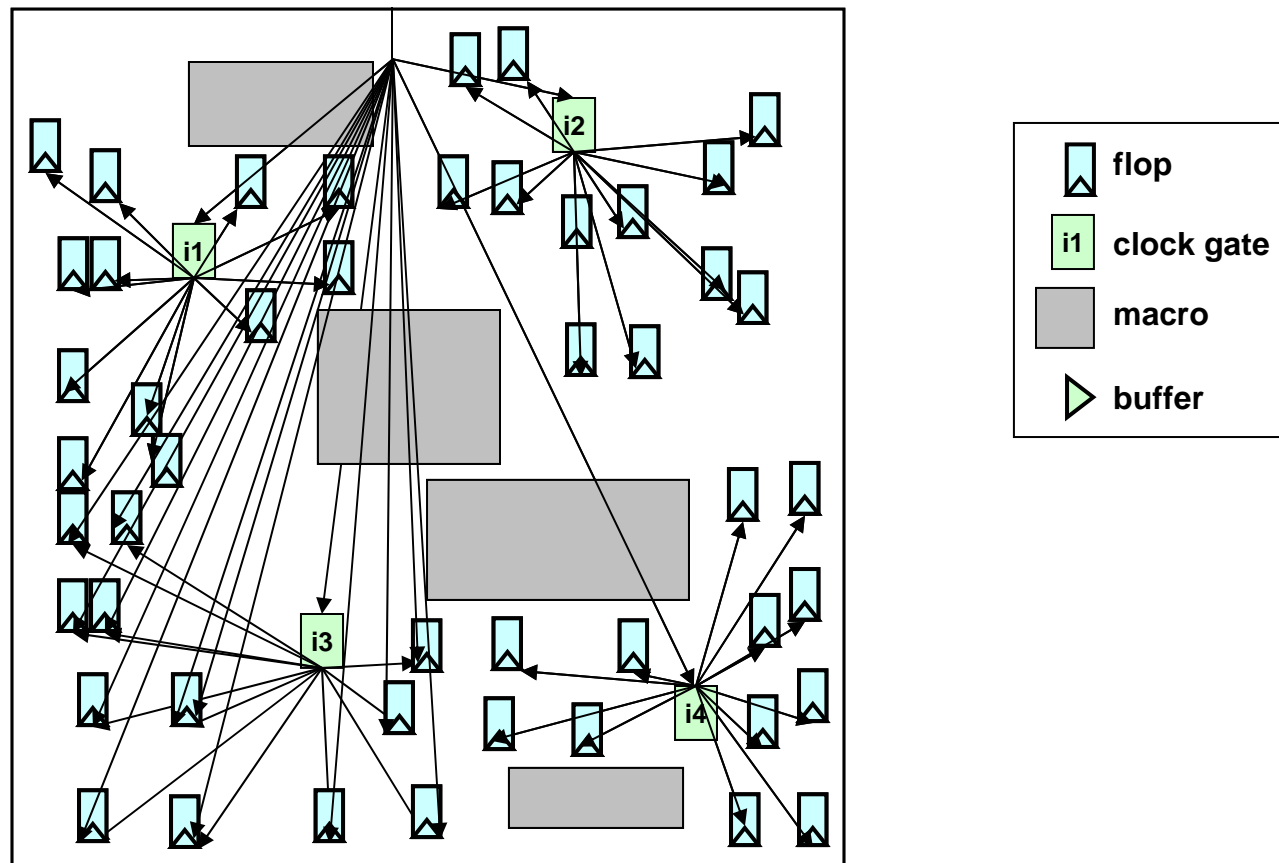 i2
i1
i3
i4
flop
i1 clock gate
macro
buffer